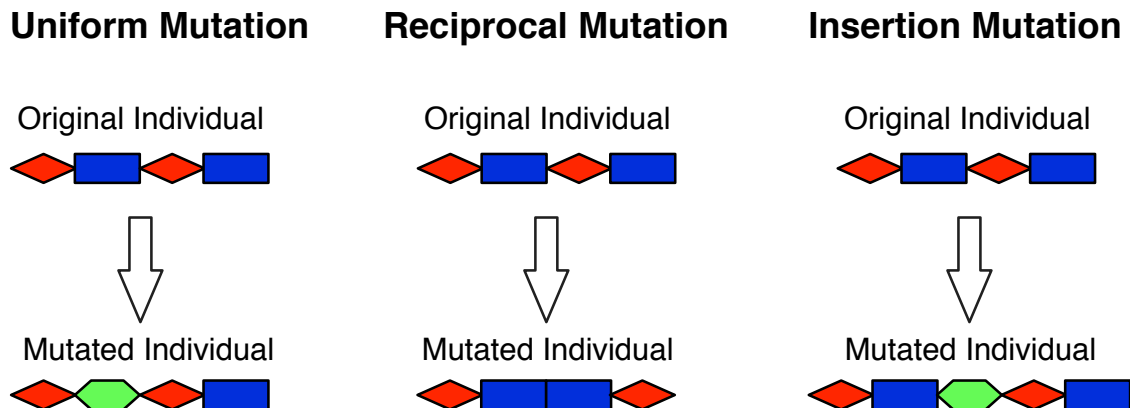 Uniform Mutation
Original Individual
Mutated Individual
Reciprocal Mutation
Original Individual
Mutated Individual
Insertion Mutation
Original Individual
Mutated Individual